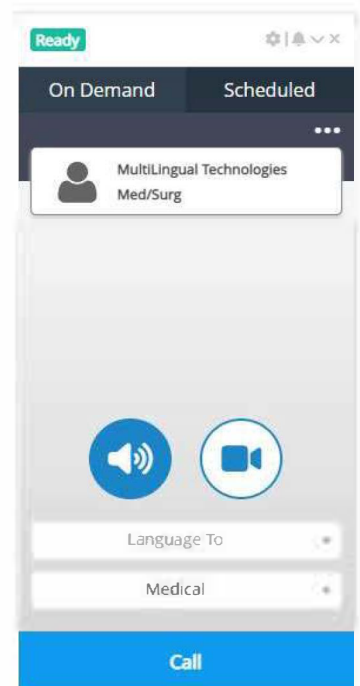 Ready
On Demand Scheduled
MultiLingual Technologies
Med/Surg
Language To
Medical
Call